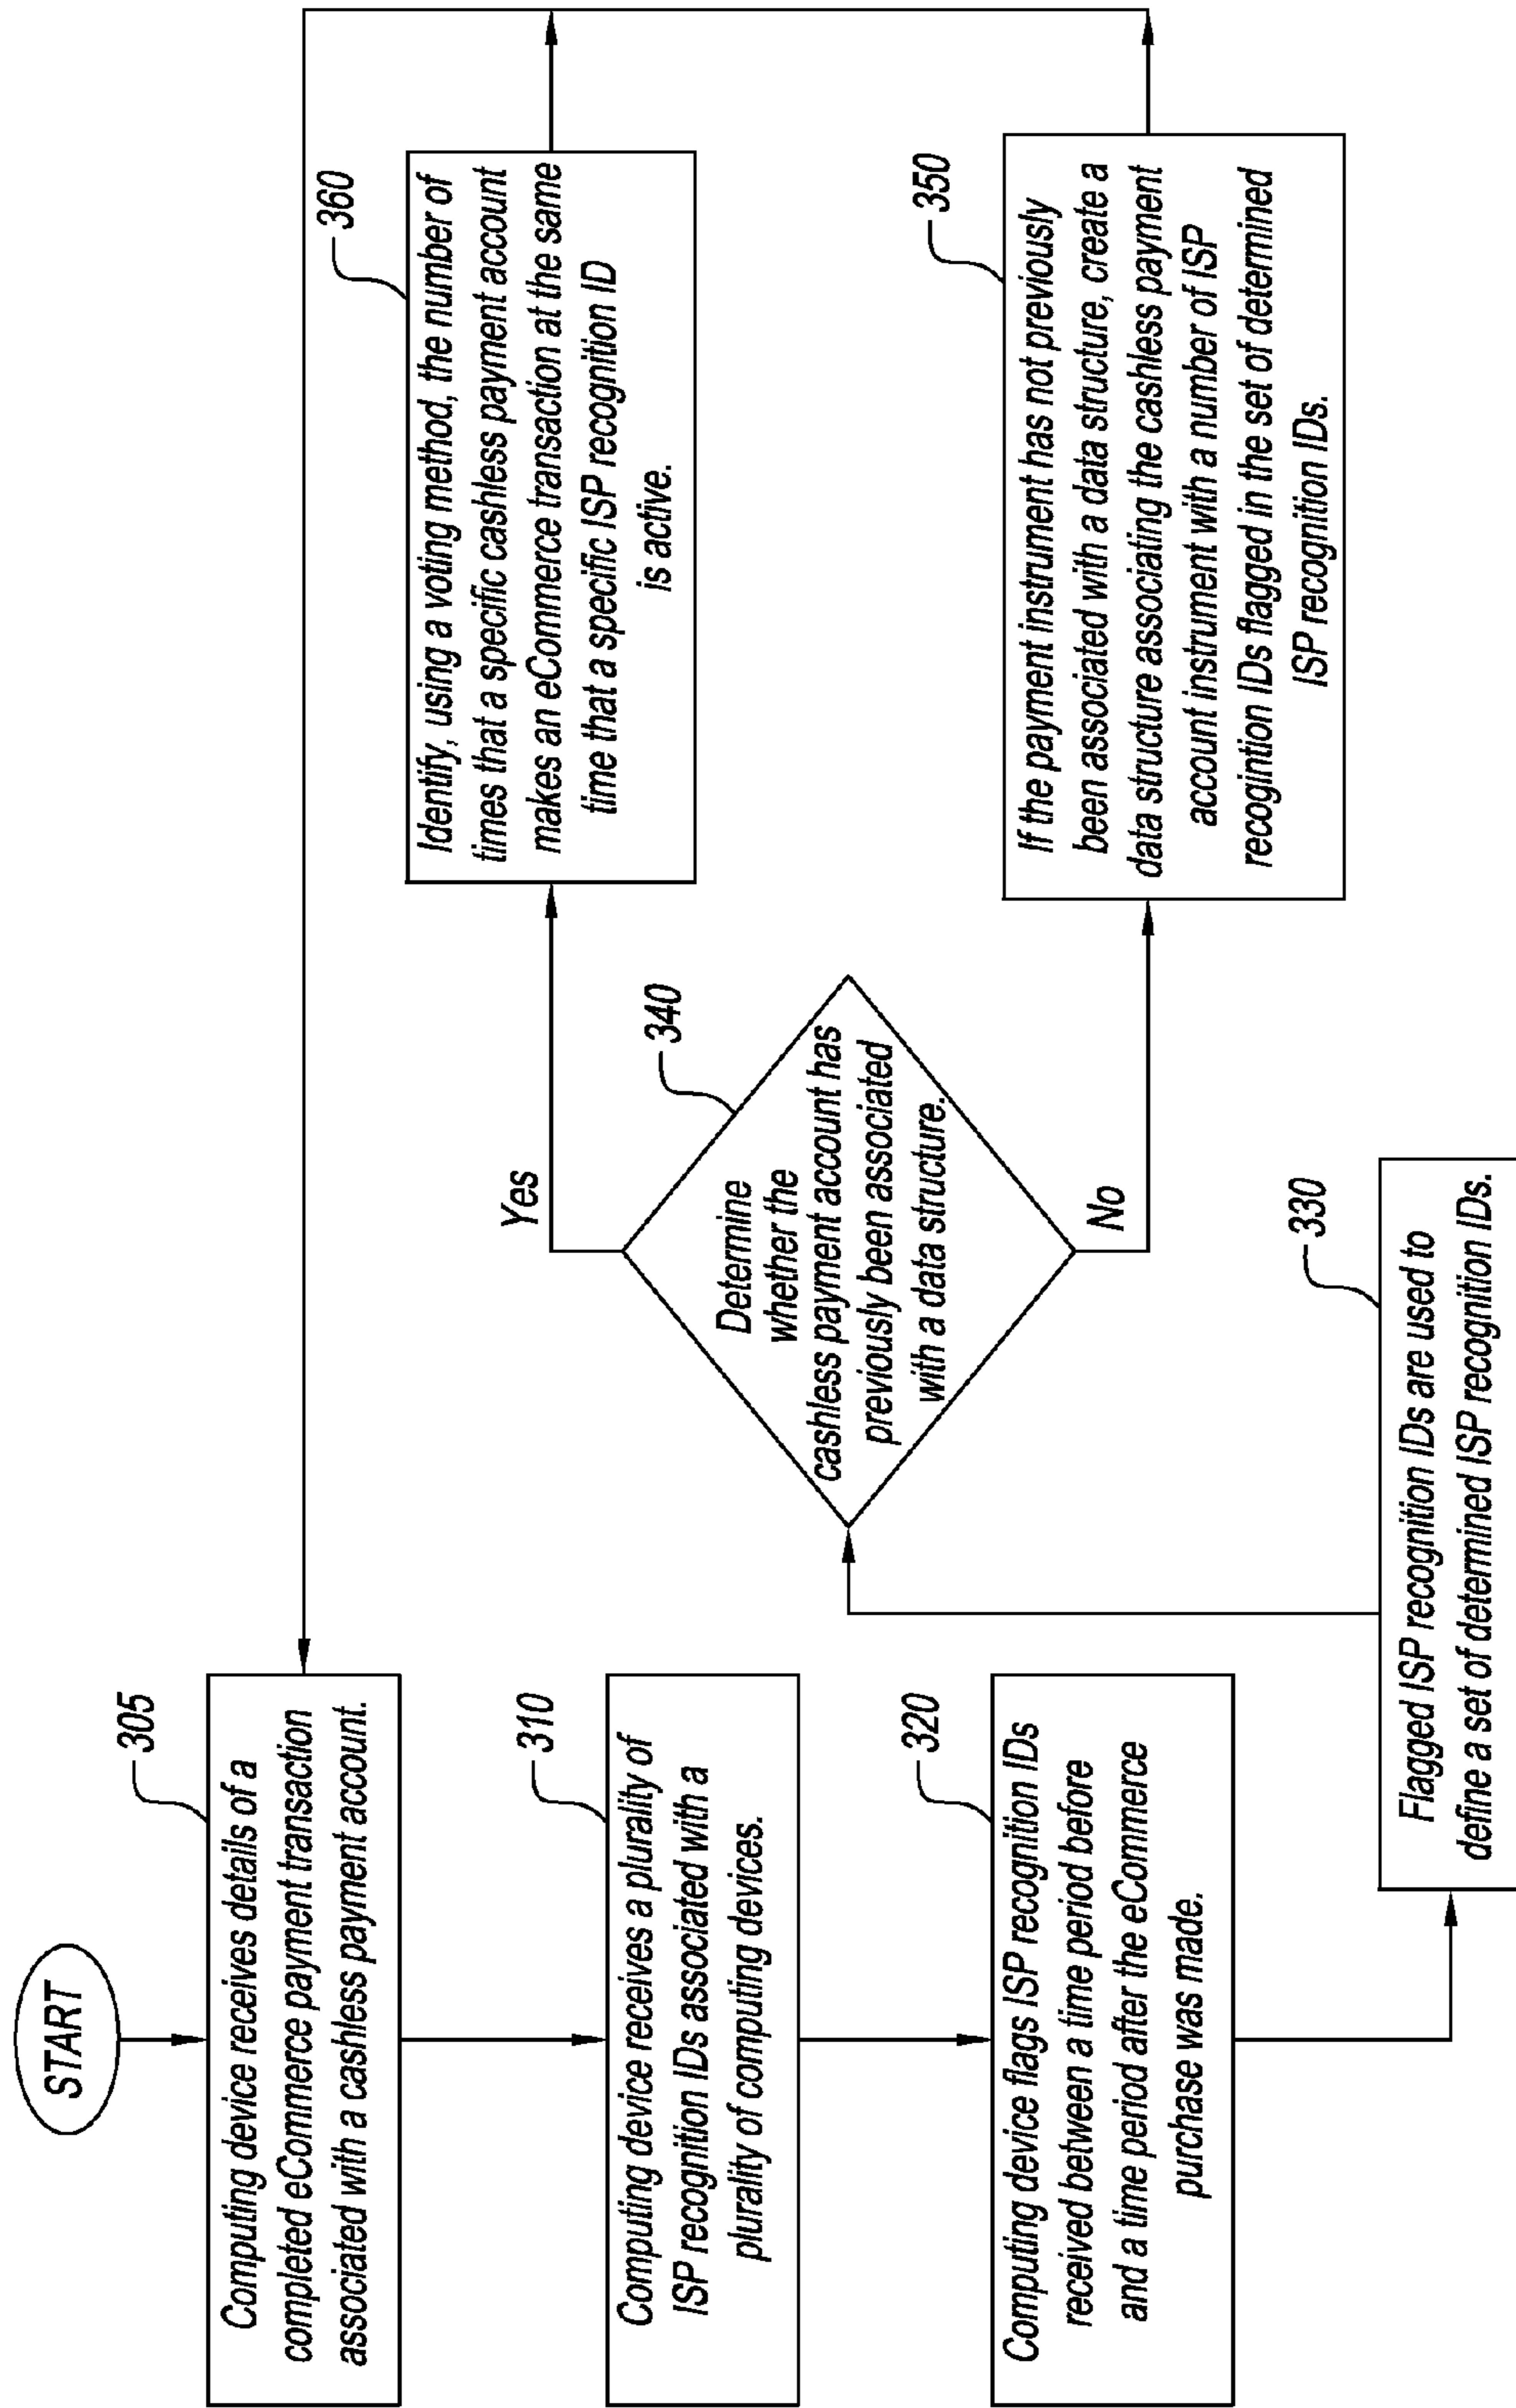 START
305
Computing device receives details of a
completed eCommerce payment transaction
associated with a cashless payment account.
310
Computing device receives a plurality of
ISP recognition IDs associated with a
plurality of computing devices.
320
Computing device flags ISP recognition IDs
received between a time period before
and a time period after the eCommerce
purchase was made.
330
Flagged ISP recognition IDs are used to
define a set of determined ISP recognition IDs.
340
Determine
whether the
cashless payment account has
previously been associated
with a data structure.
Yes
No
360
Identify, using a voting method, the number of
times that a specific cashless payment account
makes an eCommerce transaction at the same
time that a specific ISP recognition ID
is active.
350
If the payment instrument has not previously
been associated with a data structure, create a
data structure associating the cashless payment
account instrument with a number of ISP
recogintion IDs flagged in the set of determined
ISP recognition IDs.